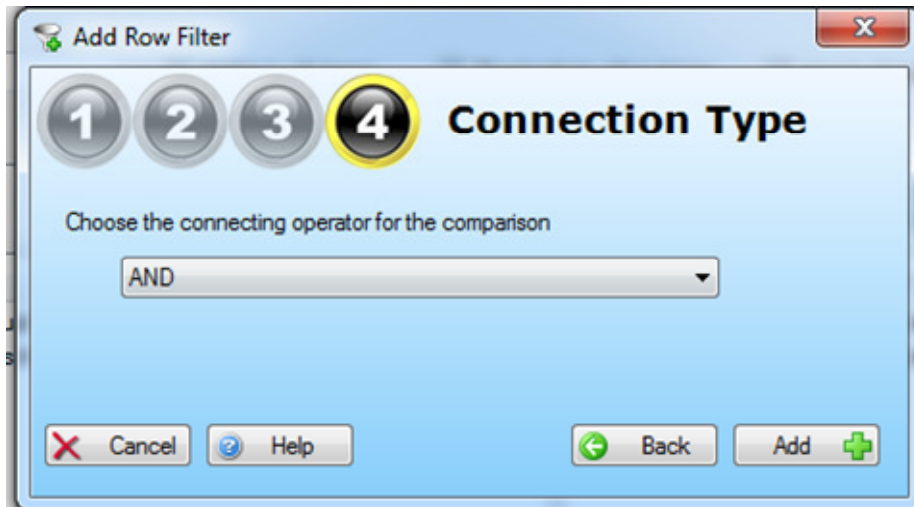 Add Row Filter
X
1 2 3 4 Connection Type
Choose the connecting operator for the comparison
AND
Cancel ? Help Back Add